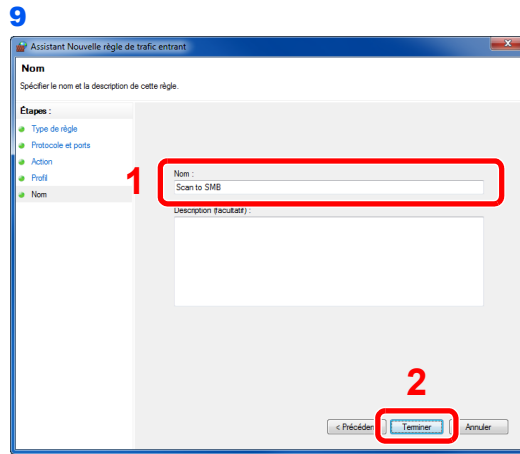 9
Assistant Nouvelle règle de trafic entrant
Nom
Spécifier le nom et la description de cette règle.
Étapes :
Type de règle
Protocole et ports
Action
Profil
Nom
1
Nom :
Scan to SMB
Description (facultatif) :
2
< Précéden Terminer Annuler